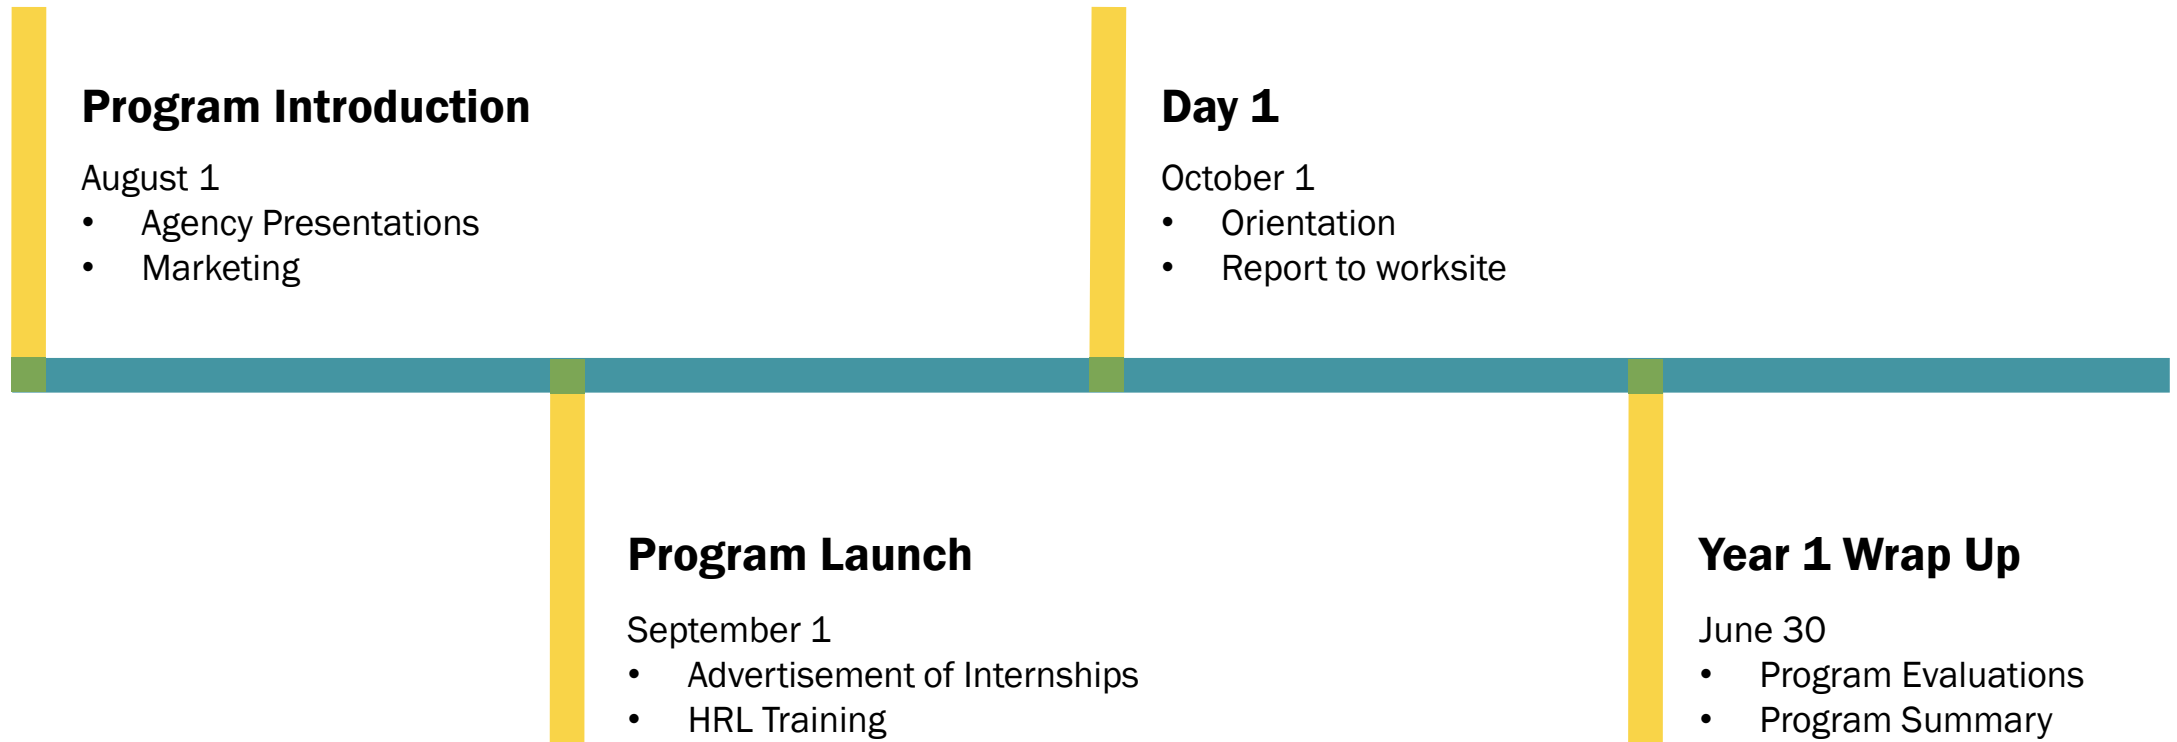 Program Introduction
August 1
• Agency Presentations
• Marketing
Program Launch
September 1
• Advertisement of Internships
• HRL Training
Day 1
October 1
• Orientation
• Report to worksite
Year 1 Wrap Up
June 30
• Program Evaluations
• Program Summary